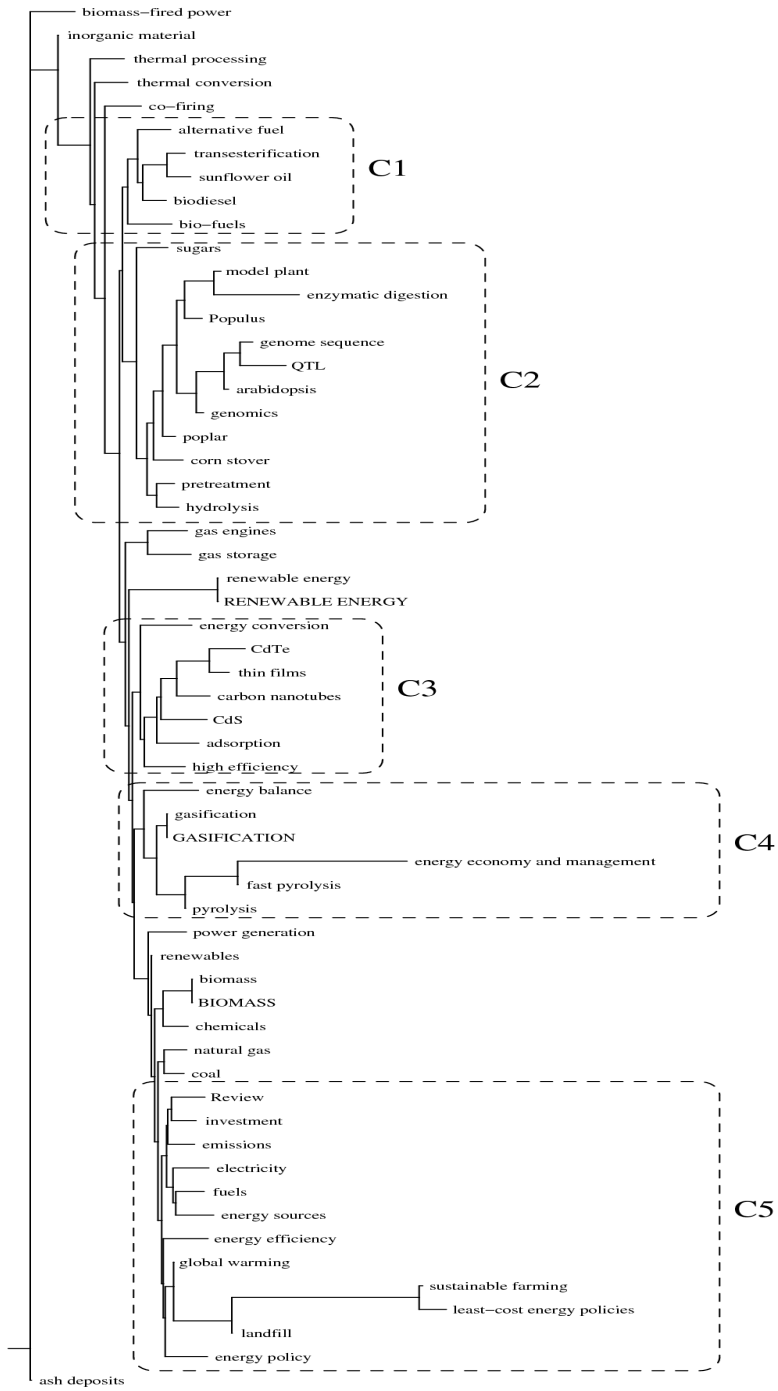 biomass−fired power
inorganic material
thermal processing
thermal conversion
co−firing
alternative fuel
transesterification
C1
sunflower oil
biodiesel
bio−fuels
sugars
model plant
enzymatic digestion
Populus
genome sequence
QTL
C2
arabidopsis
genomics
poplar
corn stover
pretreatment
hydrolysis
gas engines
gas storage
renewable energy
RENEWABLE ENERGY
energy conversion
CdTe
thin films
C3
carbon nanotubes
CdS
adsorption
high efficiency
energy balance
gasification
GASIFICATION
C4
energy economy and management
fast pyrolysis
pyrolysis
power generation
renewables
biomass
BIOMASS
chemicals
natural gas
coal
Review
investment
emissions
electricity
fuels
C5
energy sources
energy efficiency
global warming
sustainable farming
least−cost energy policies
landfill
energy policy
ash deposits